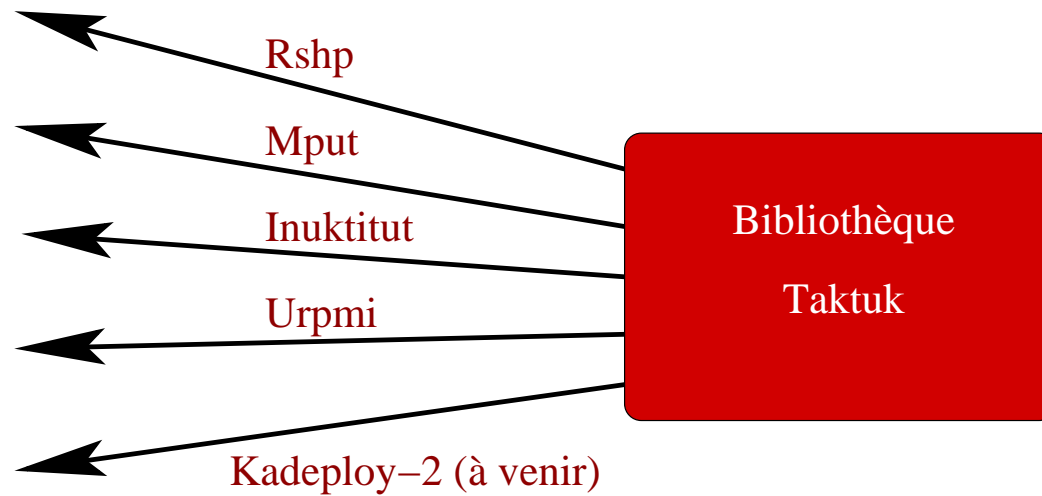 Rshp
Mput
Inuktitut
Urpmi
Kadeploy−2 (à venir)
Bibliothèque
Taktuk